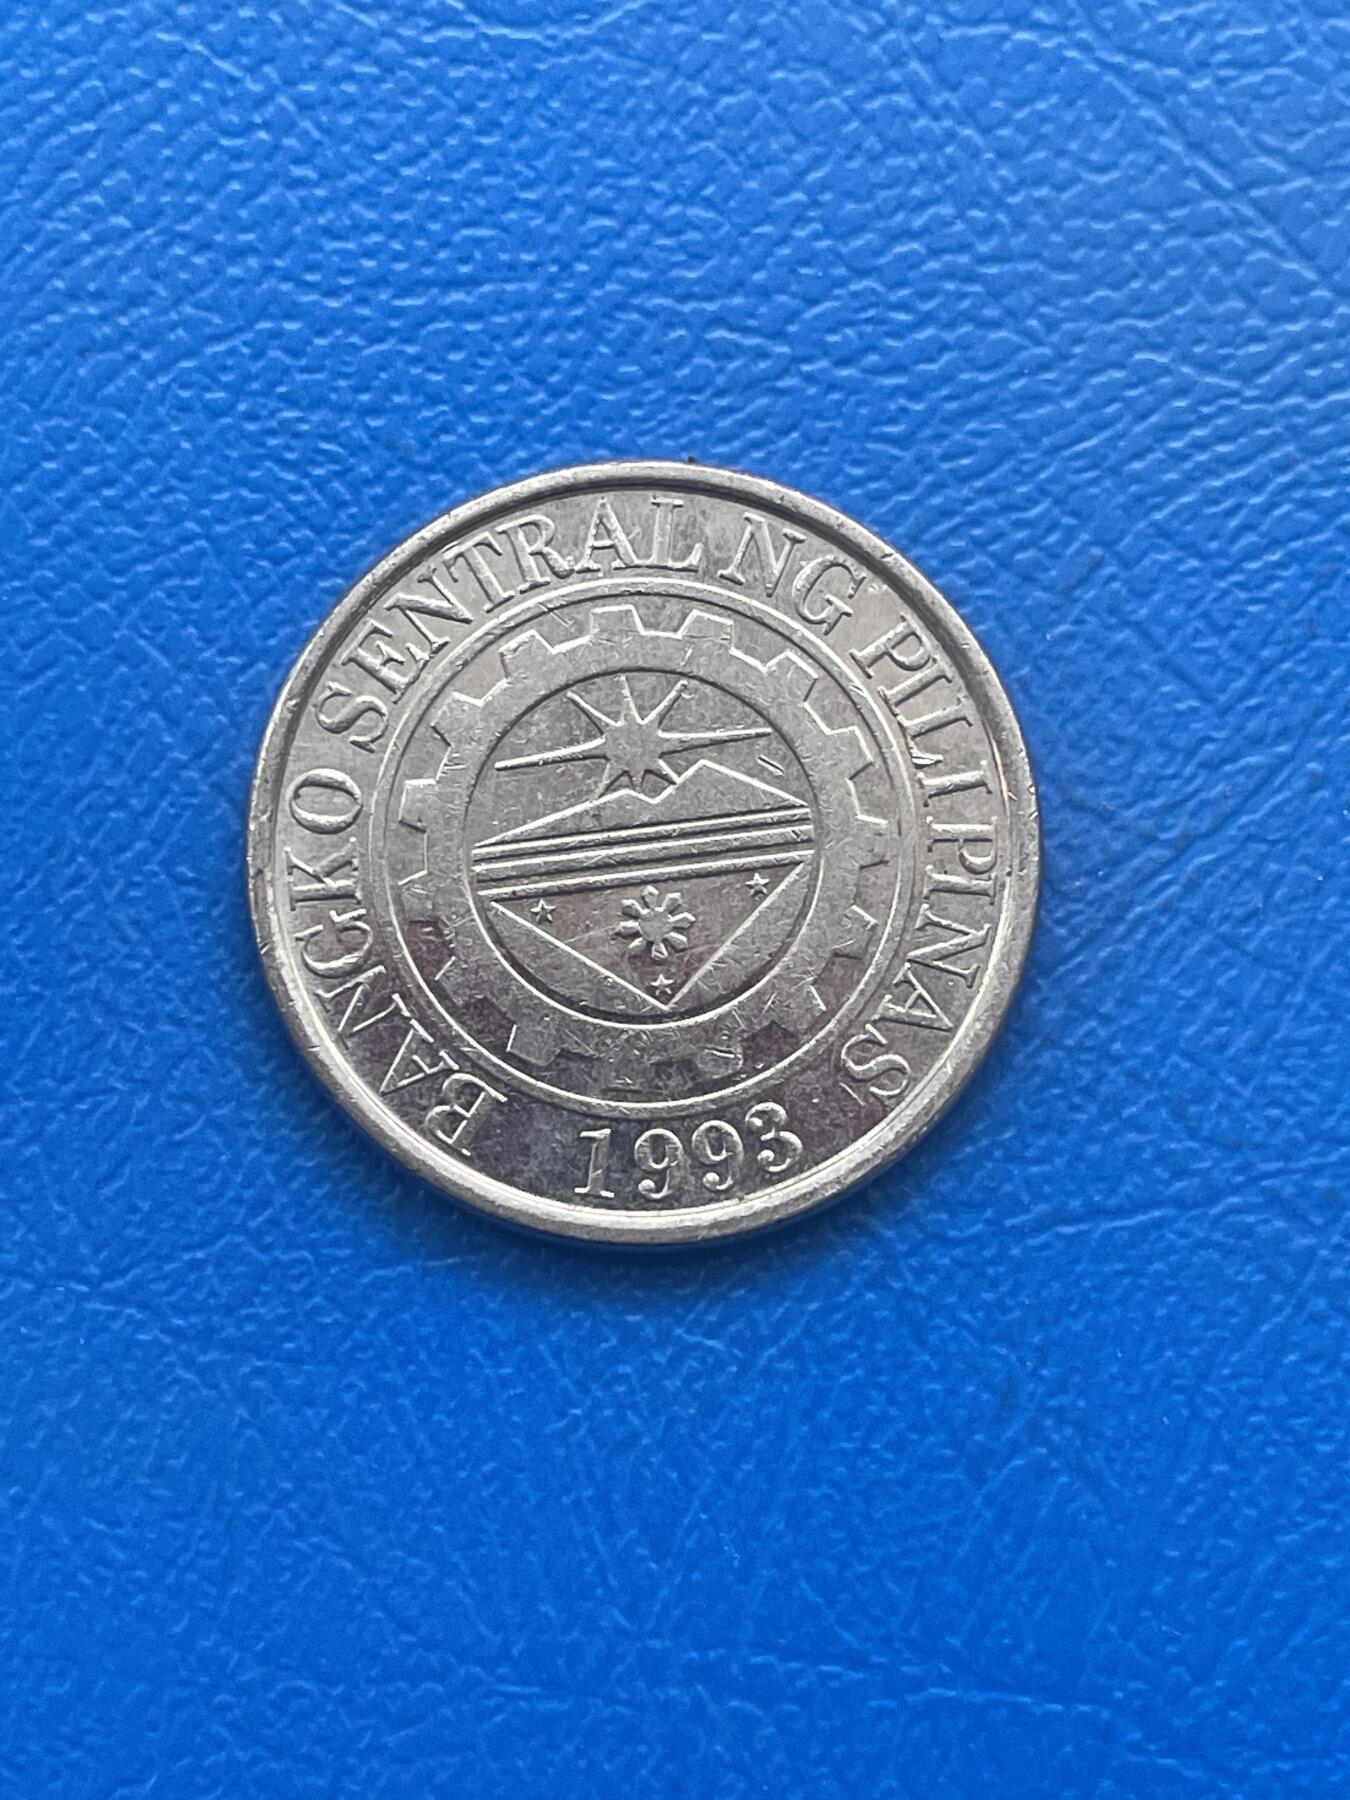 BANGKO SENTRAL NG PILIPINAS
1993